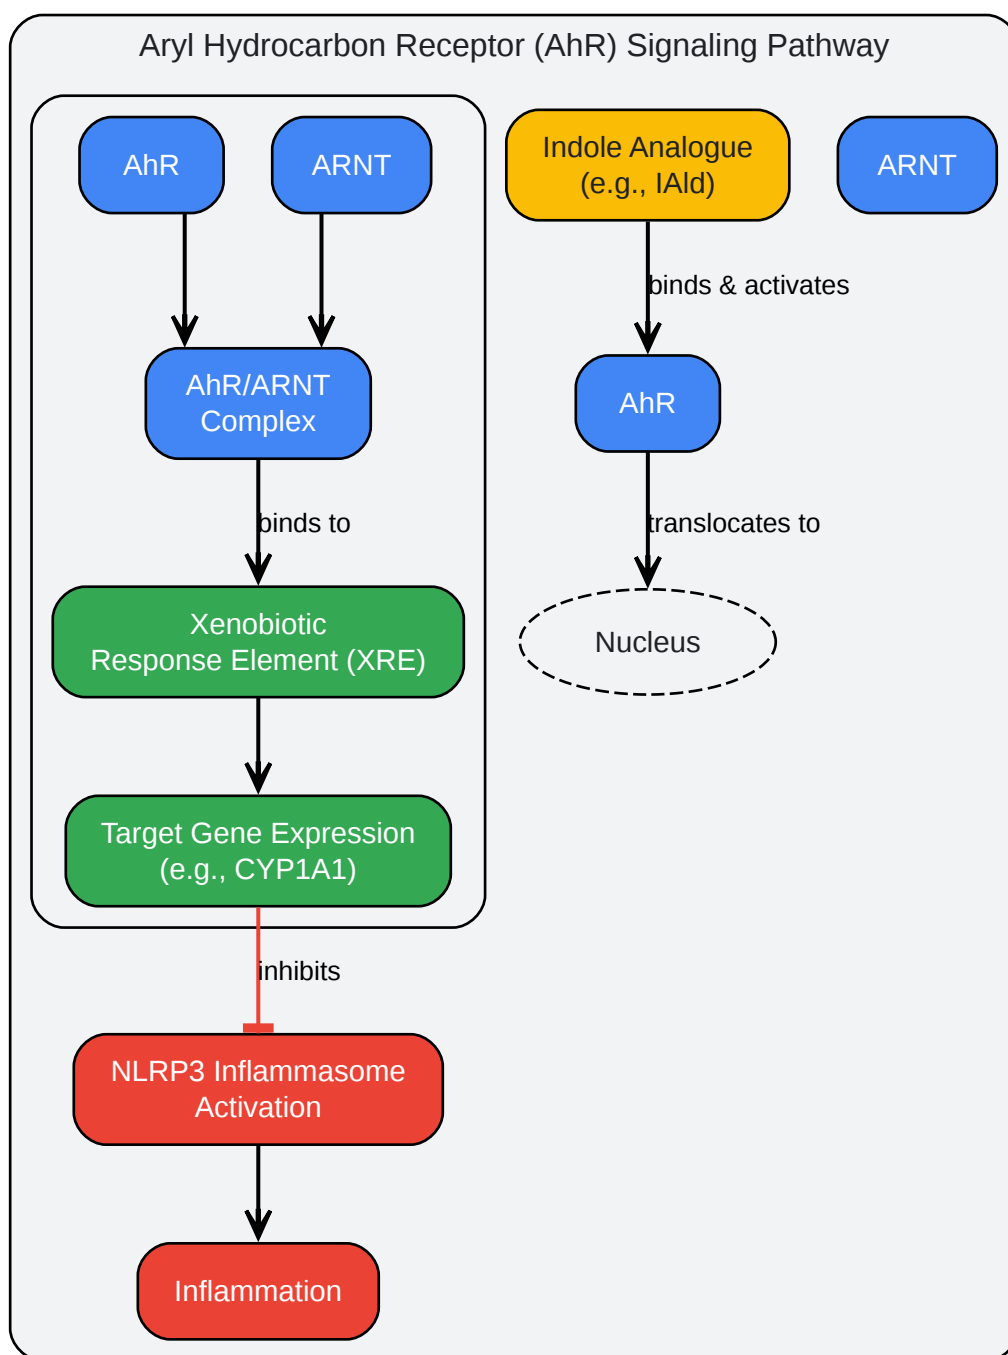 Aryl Hydrocarbon Receptor (AhR) Signaling Pathway
AhR
ARNT
AhR/ARNT
Complex
binds to
Xenobiotic
Response Element (XRE)
Target Gene Expression
(e.g., CYP1A1)
inhibits
NLRP3 Inflammasome
Activation
Inflammation
Indole Analogue
(e.g., IAld)
binds & activates
AhR
translocates to
Nucleus
ARNT